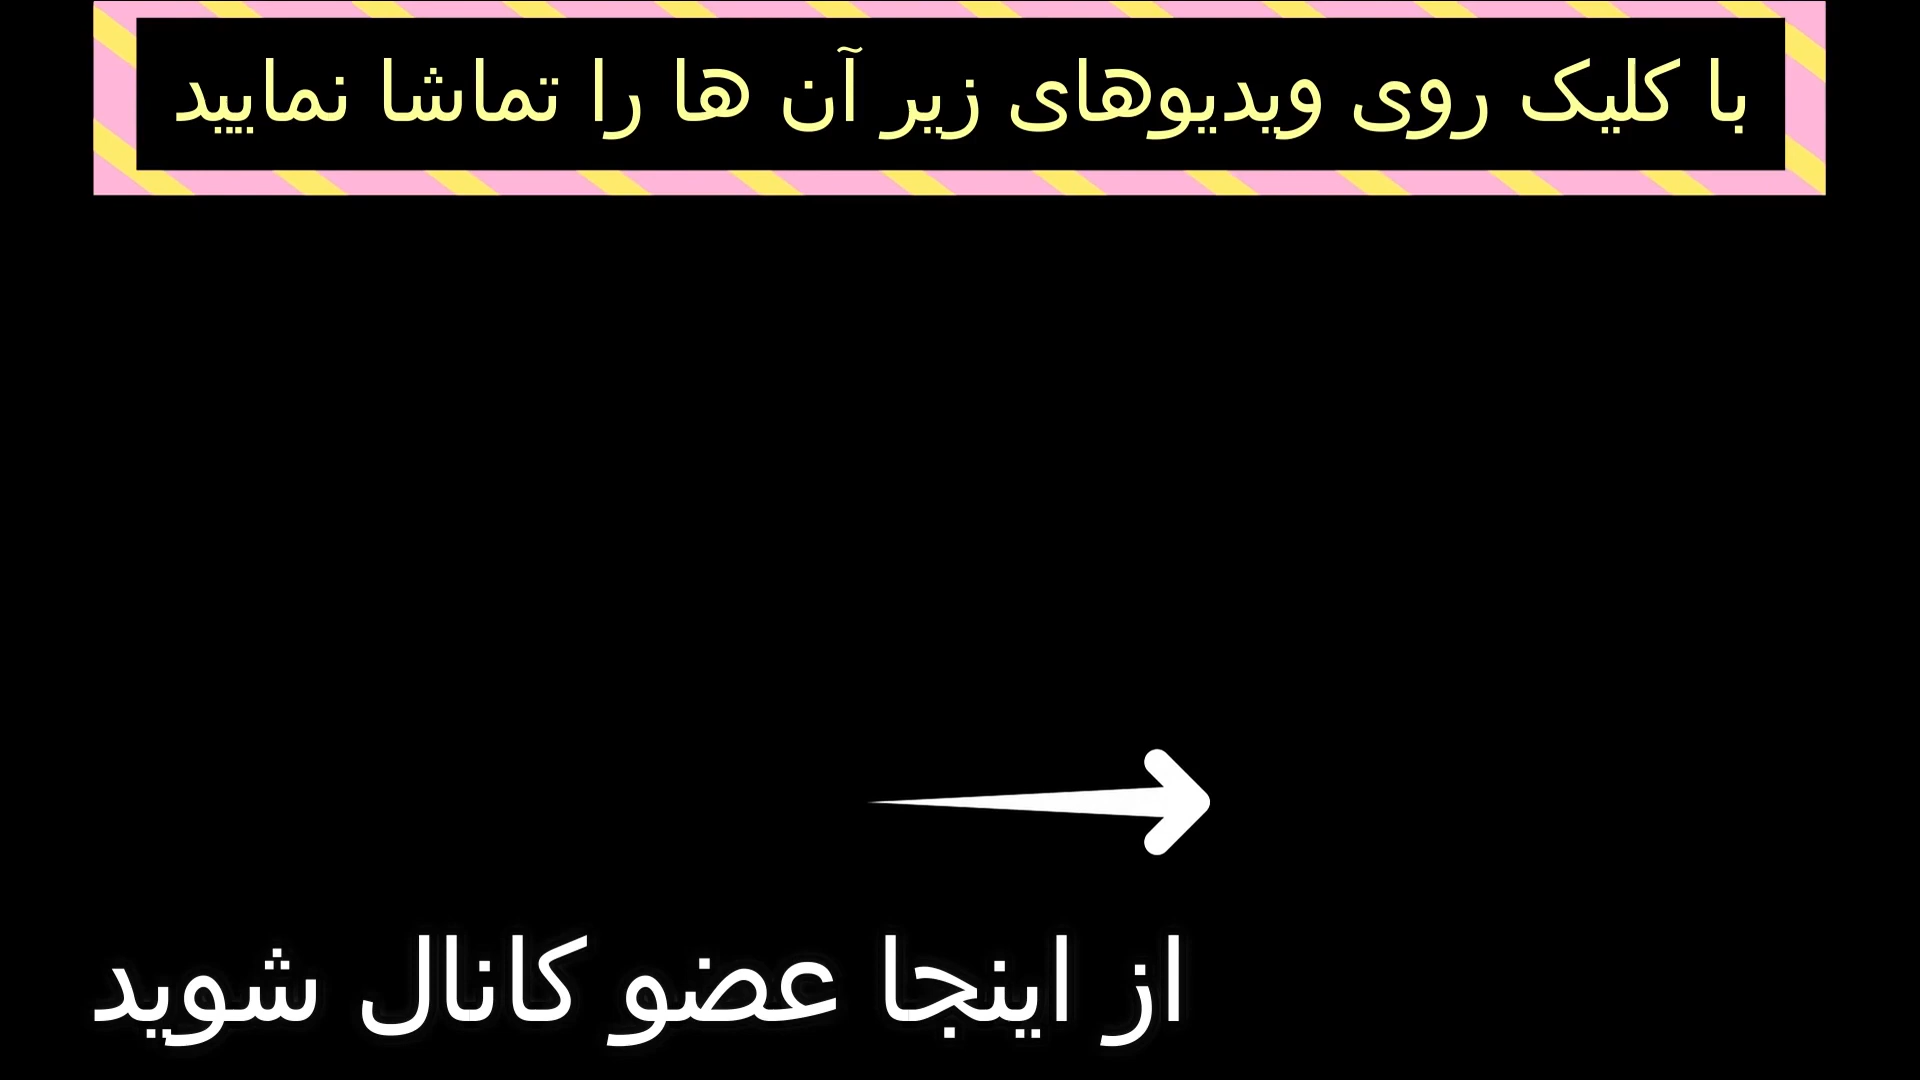 با کلیک روی ویدیوهای زیر آن ها را تماشا نمایید
از اینجا عضو کانال شوید